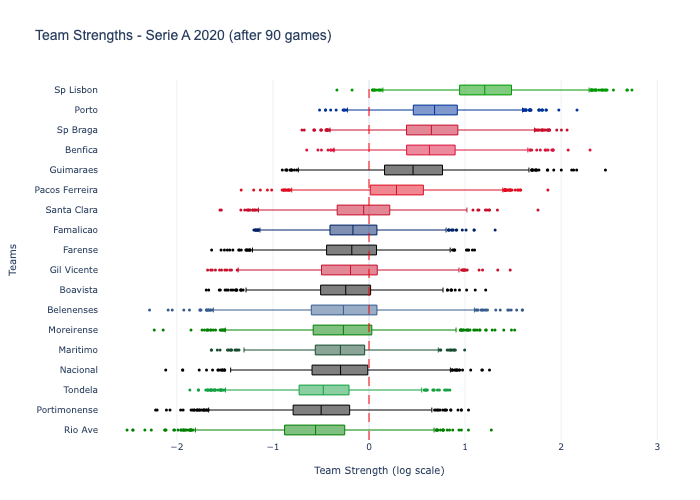 Team Strengths - Serie A 2020 (after 90 games)
Sp Lisbon
Porto
Sp Braga
Benfica
Guimaraes
Pacos Ferreira
Santa Clara
Famalicao
Farense
Gil Vicente
Boavista
Belenenses
Moreirense
Maritimo
Nacional
Tondela
Portimonense
Rio Ave
Teams
−2 −1 0 1 2 3
Team Strength (log scale)